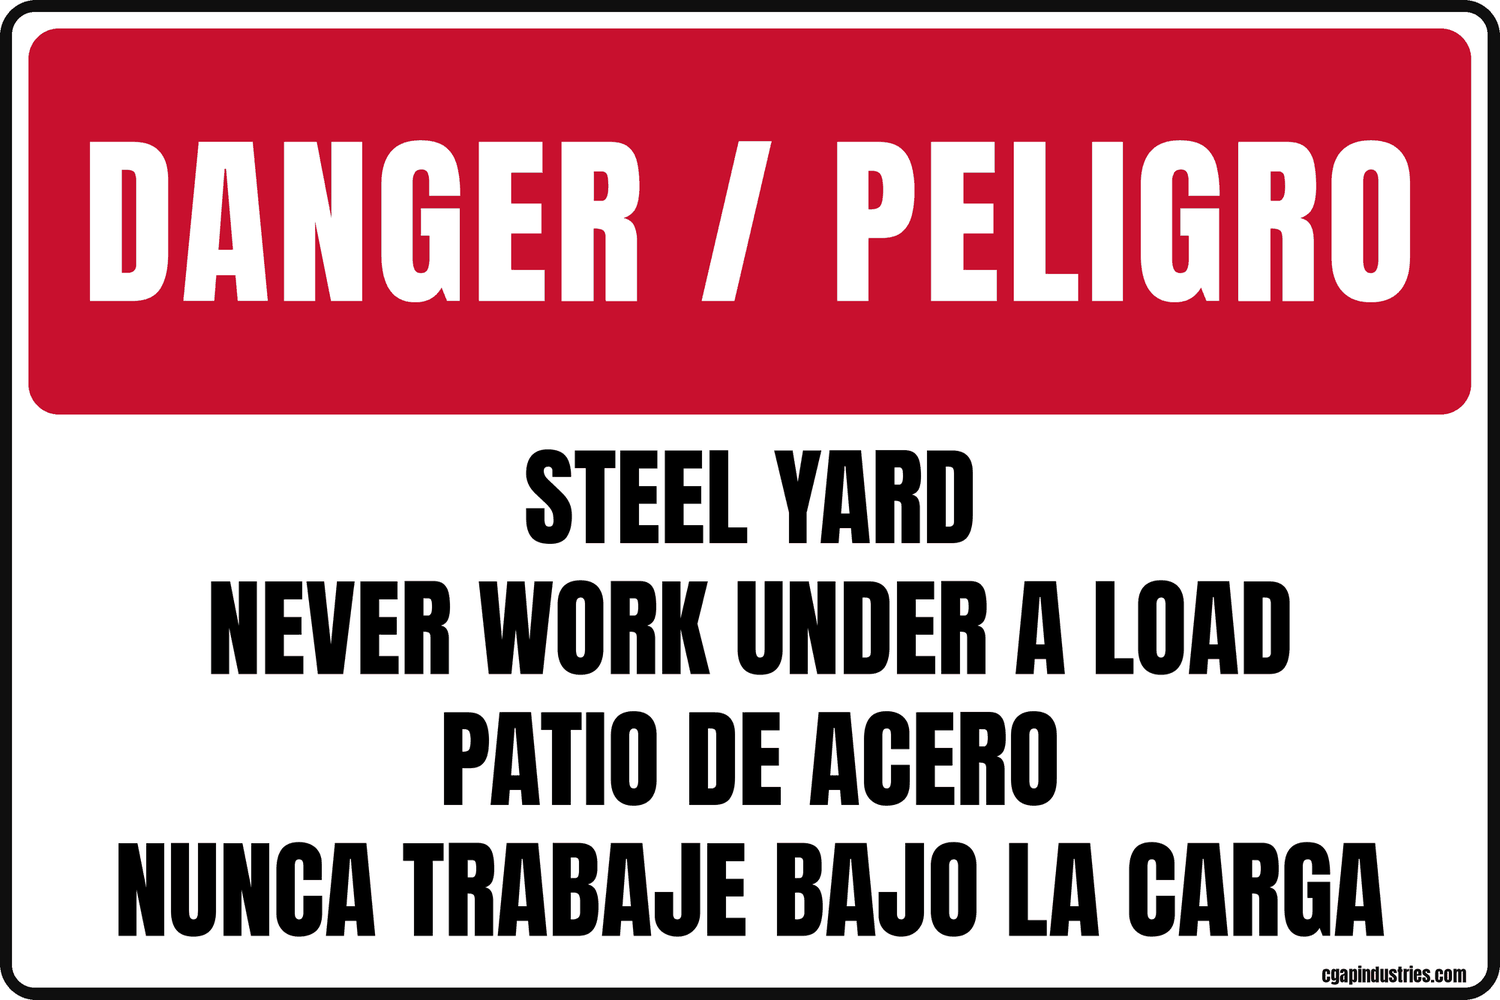 DANGER / PELIGRO
STEEL YARD
NEVER WORK UNDER A LOAD
PATIO DE ACERO
NUNCA TRABAJE BAJO LA CARGA
cgapindustries.com